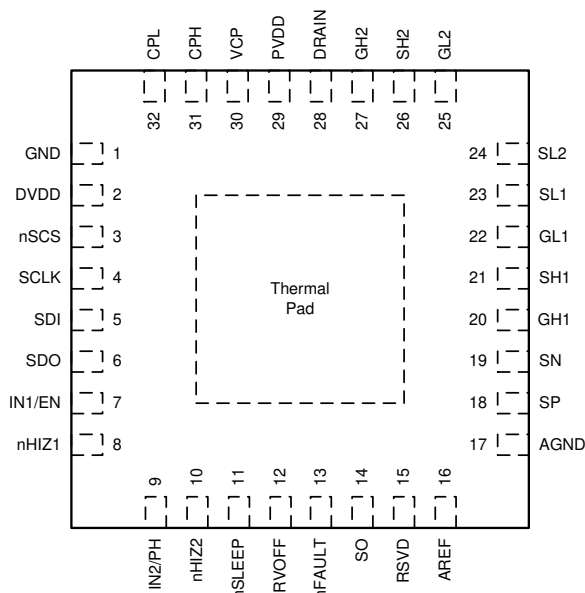 CPL
CPH
VCP
PVDD
DRAIN
GH2
SH2
GL2
32
31
30
29
28
27
26
25
GND 1
DVDD 2
nSCS 3
SCLK 4
SDI 5
SDO 6
IN1/EN 7
nHIZ1 8
24 SL2
23 SL1
22 GL1
21 SH1
20 GH1
19 SN
18 SP
17 AGND
Thermal
Pad
9
10
11
12
13
14
15
16
IN2/PH
nHIZ2
nSLEEP
RVOFF
nFAULT
SO
RSVD
AREF